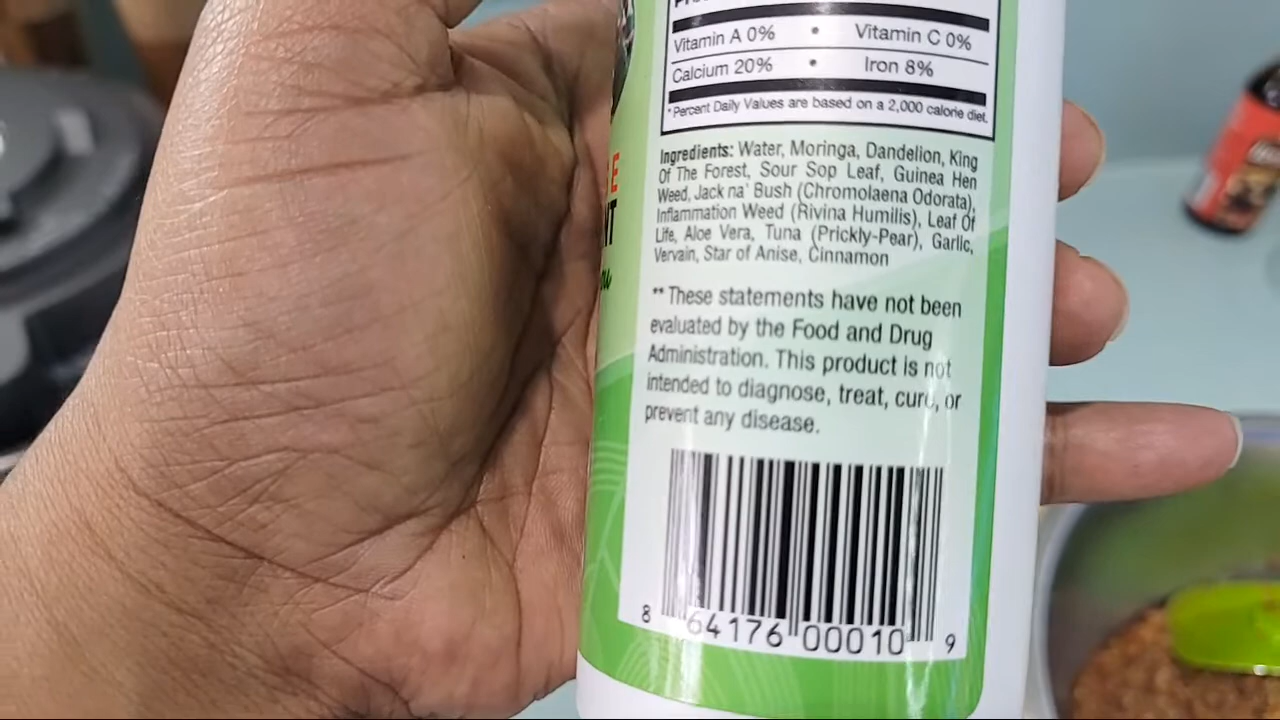 Vitamin A 0% • Vitamin C 0%
Calcium 20% • Iron 8%
* Percent Daily Values are based on a 2,000 calorie diet.
Ingredients: Water, Moringa, Dandelion, King
Of The Forest, Sour Sop Leaf, Guinea Hen
Weed, Jack na' Bush (Chromolaena Odorata),
Inflammation Weed (Rivina Humilis), Leaf Of
Life, Aloe Vera, Tuna (Prickly-Pear), Garlic,
Vervain, Star of Anise, Cinnamon
** These statements have not been
evaluated by the Food and Drug
Administration. This product is not
intended to diagnose, treat, cure, or
prevent any disease.
8 64176 00010 9